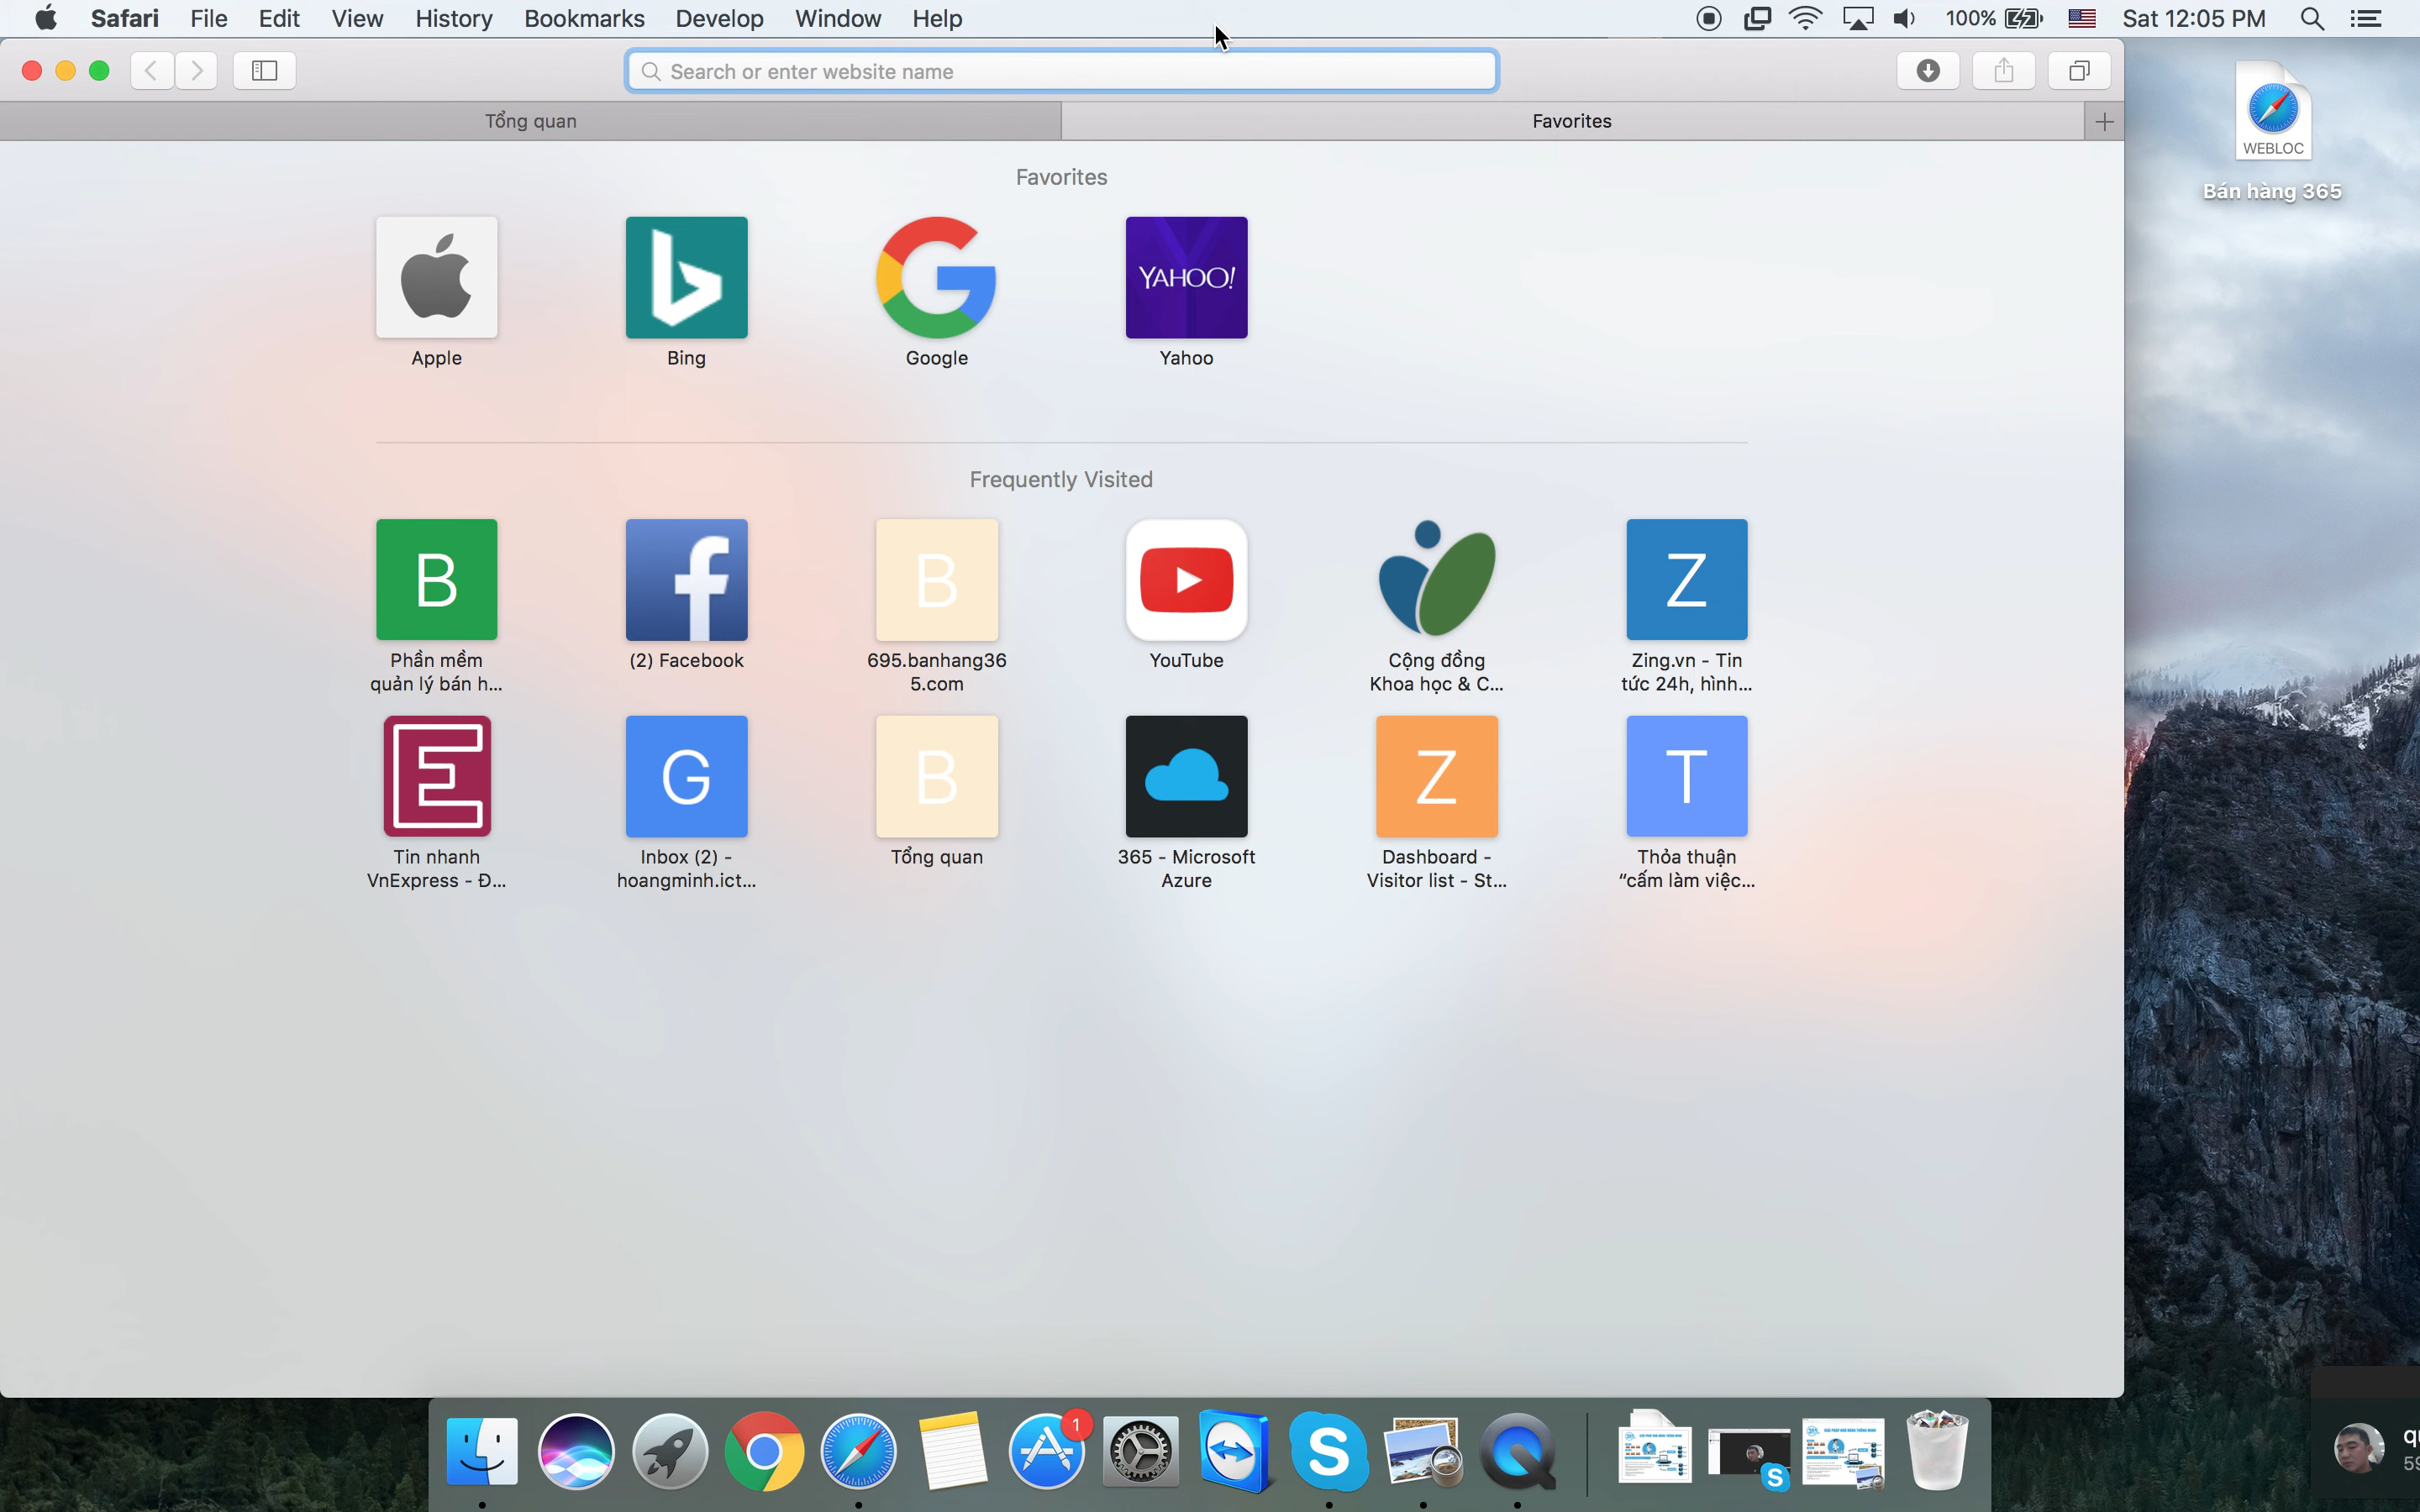 Safari File Edit View History Bookmarks Develop Window Help 100% Sat 12:05 PM
Search or enter website name
Tổng quan Favorites
WEBLOC
Bán hàng 365
Favorites
YAHOO!
Apple Bing Google Yahoo
Frequently Visited
B B Z
Phần mềm quản lý bán h...
(2) Facebook
695.banhang365.com
YouTube
Cộng đồng Khoa học & C...
Zing.vn - Tin tức 24h, hình...
E G B Z T
Tin nhanh VnExpress - Đ...
Inbox (2) - hoangminh.ict...
Tổng quan
365 - Microsoft Azure
Dashboard - Visitor list - St...
Thỏa thuận “cấm làm việc...
1
S
S